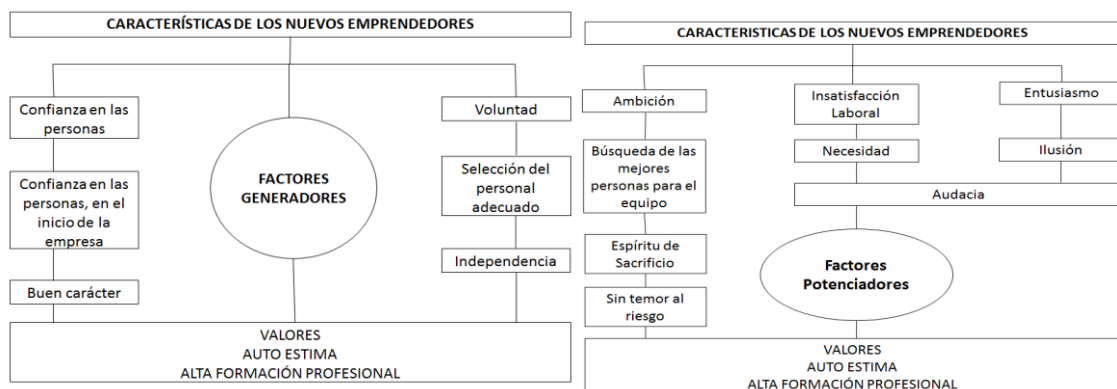 CARACTERÍSTICAS DE LOS NUEVOS EMPRENDEDORES
Confianza en las
personas
Confianza en las
personas, en el
inicio de la
empresa
Buen carácter
FACTORES
GENERADORES
Voluntad
Selección del
personal
adecuado
Independencia
VALORES
AUTO ESTIMA
ALTA FORMACIÓN PROFESIONAL
CARACTERISTICAS DE LOS NUEVOS EMPRENDEDORES
Ambición
Búsqueda de las
mejores
personas para el
equipo
Espíritu de
Sacrificio
Sin temor al
riesgo
Insatisfacción
Laboral
Necesidad
Entusiasmo
Ilusión
Audacia
Factores
Potenciadores
VALORES
AUTO ESTIMA
ALTA FORMACIÓN PROFESIONAL